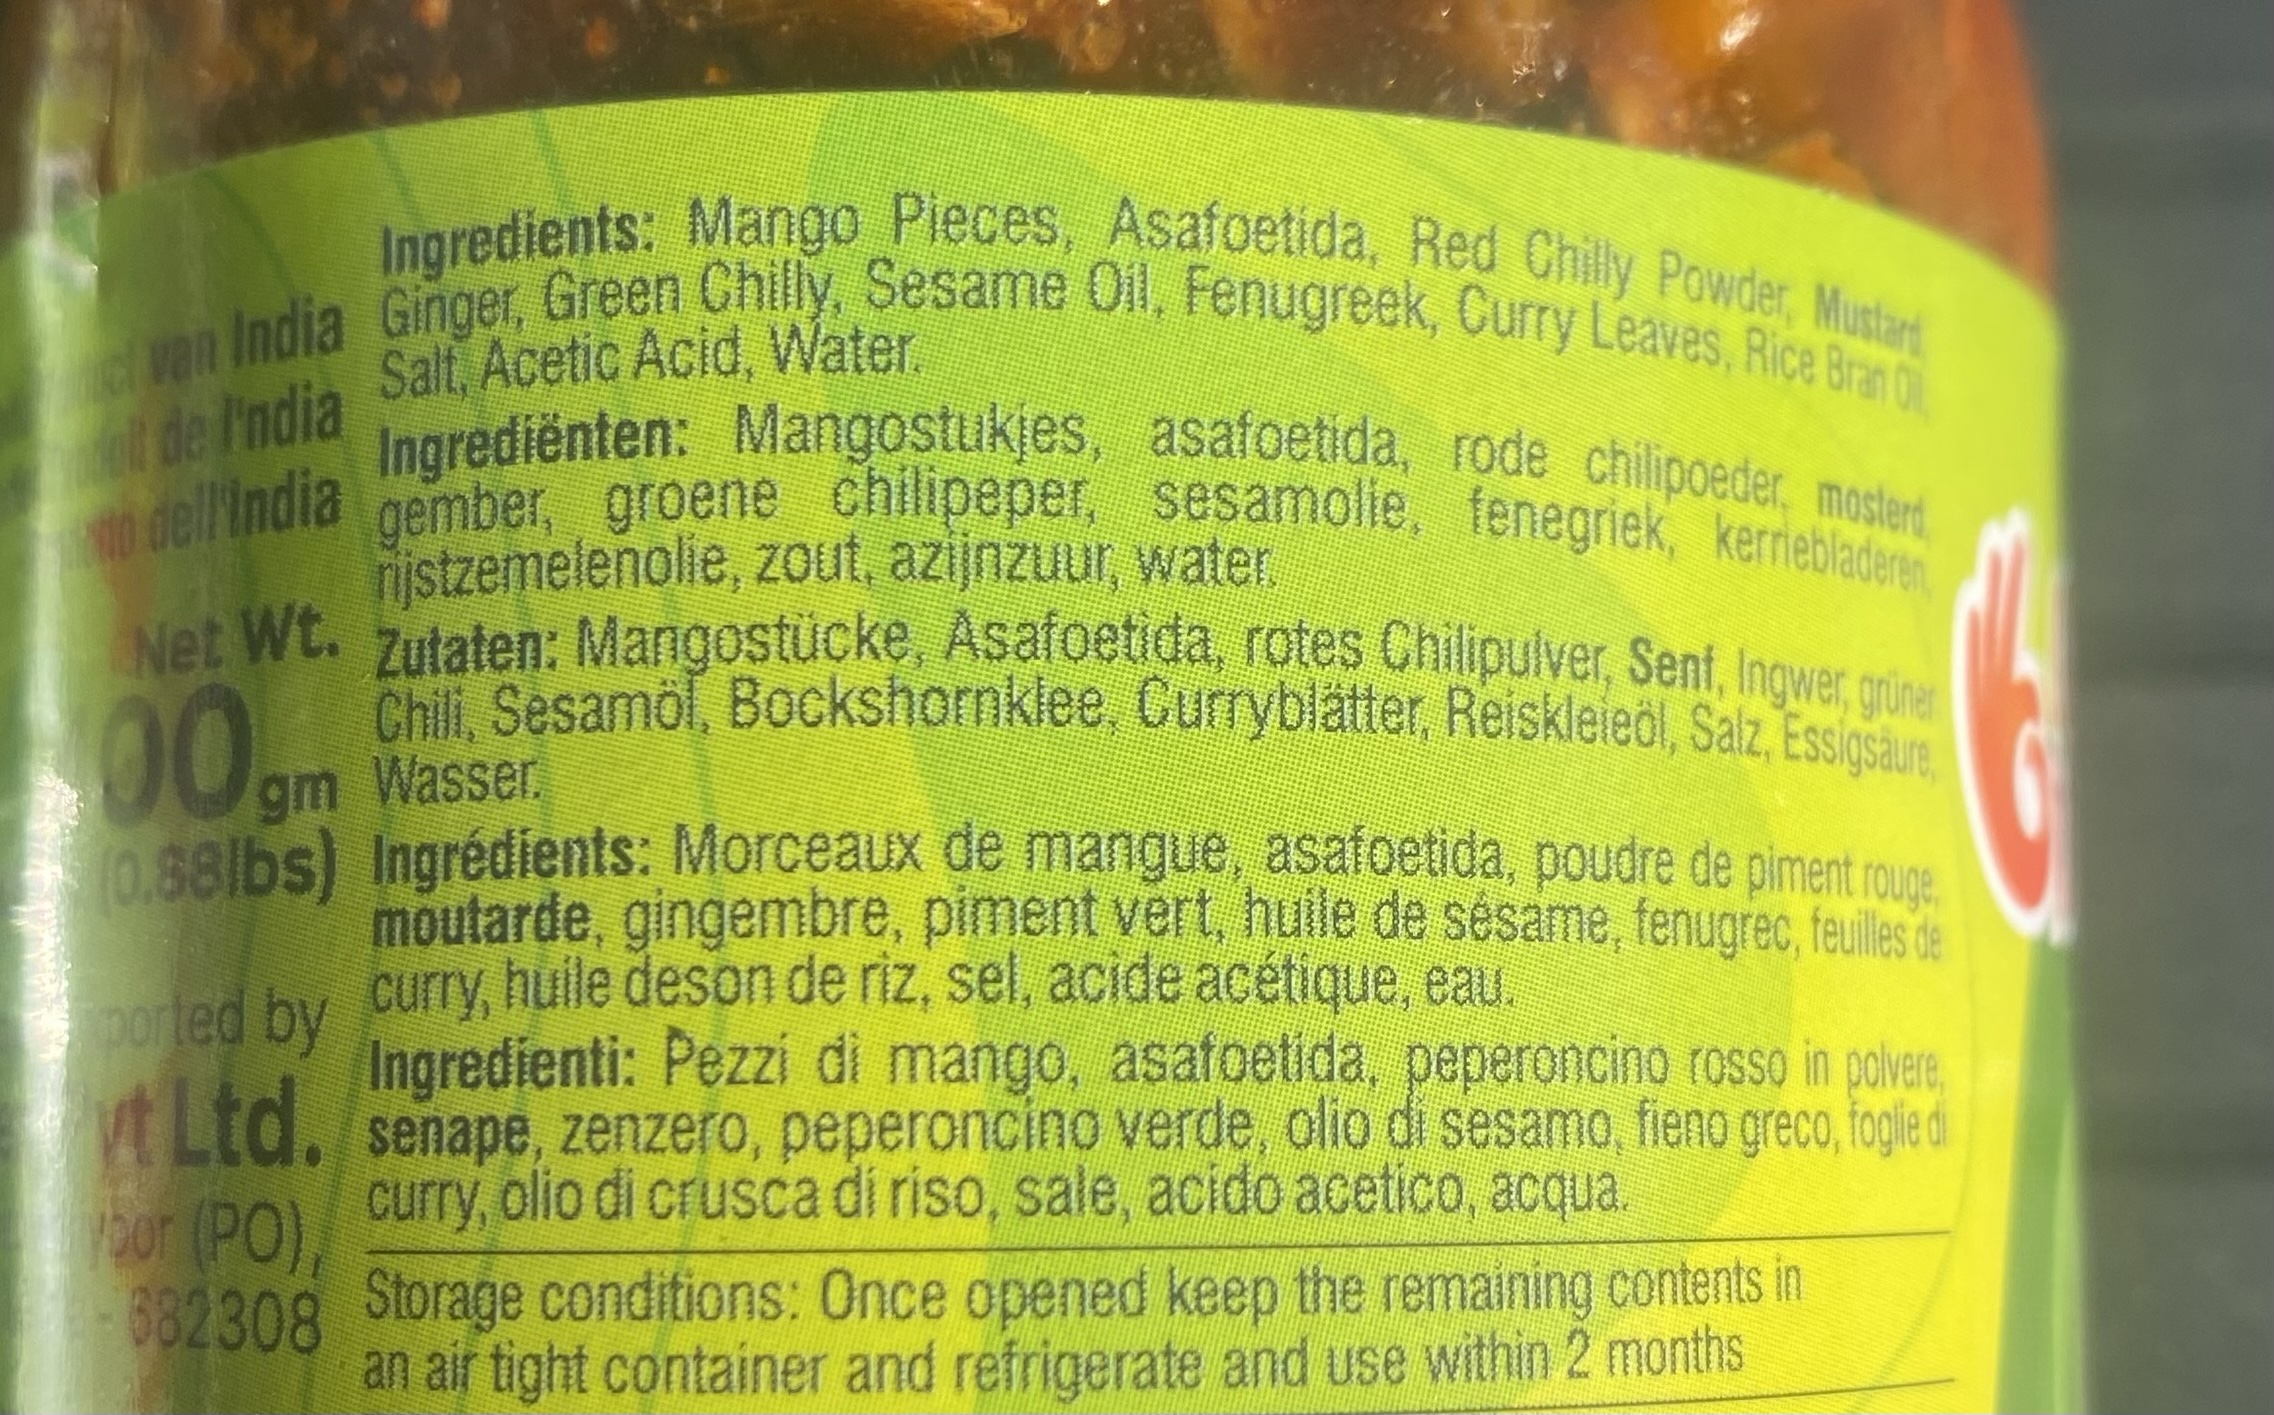 van India
de l'ndia
dell'India
Net Wt.
00 gm
(0.88lbs)
by
Ltd.
(PO),
682308
Ingredients: Mango Pieces, Asafoetida, Red Chilly Powder, Mustard,
Ginger, Green Chilly, Sesame Oil, Fenugreek, Curry Leaves, Rice Bran Oil,
Salt, Acetic Acid, Water.
Ingrediënten: Mangostukjes, asafoetida, rode chilipoeder, mosterd,
gember, groene chilipeper, sesamolie, fenegriek, kerriebladeren,
rijstzemelenolie, zout, azijnzuur, water.
Zutaten: Mangostücke, Asafoetida, rotes Chilipulver, Senf, Ingwer, grüner
Chili, Sesamöl, Bockshornklee, Curryblätter, Reiskleieöl, Salz, Essigsäure,
Wasser.
Ingrédients: Morceaux de mangue, asafoetida, poudre de piment rouge,
moutarde, gingembre, piment vert, huile de sésame, fenugrec, feuilles de
curry, huile deson de riz, sel, acide acétique, eau.
Ingredienti: Pezzi di mango, asafoetida, peperoncino rosso in polvere,
senape, zenzero, peperoncino verde, olio di sesamo, fieno greco, foglie di
curry, olio di crusca di riso, sale, acido acetico, acqua.
Storage conditions: Once opened keep the remaining contents in
an air tight container and refrigerate and use within 2 months